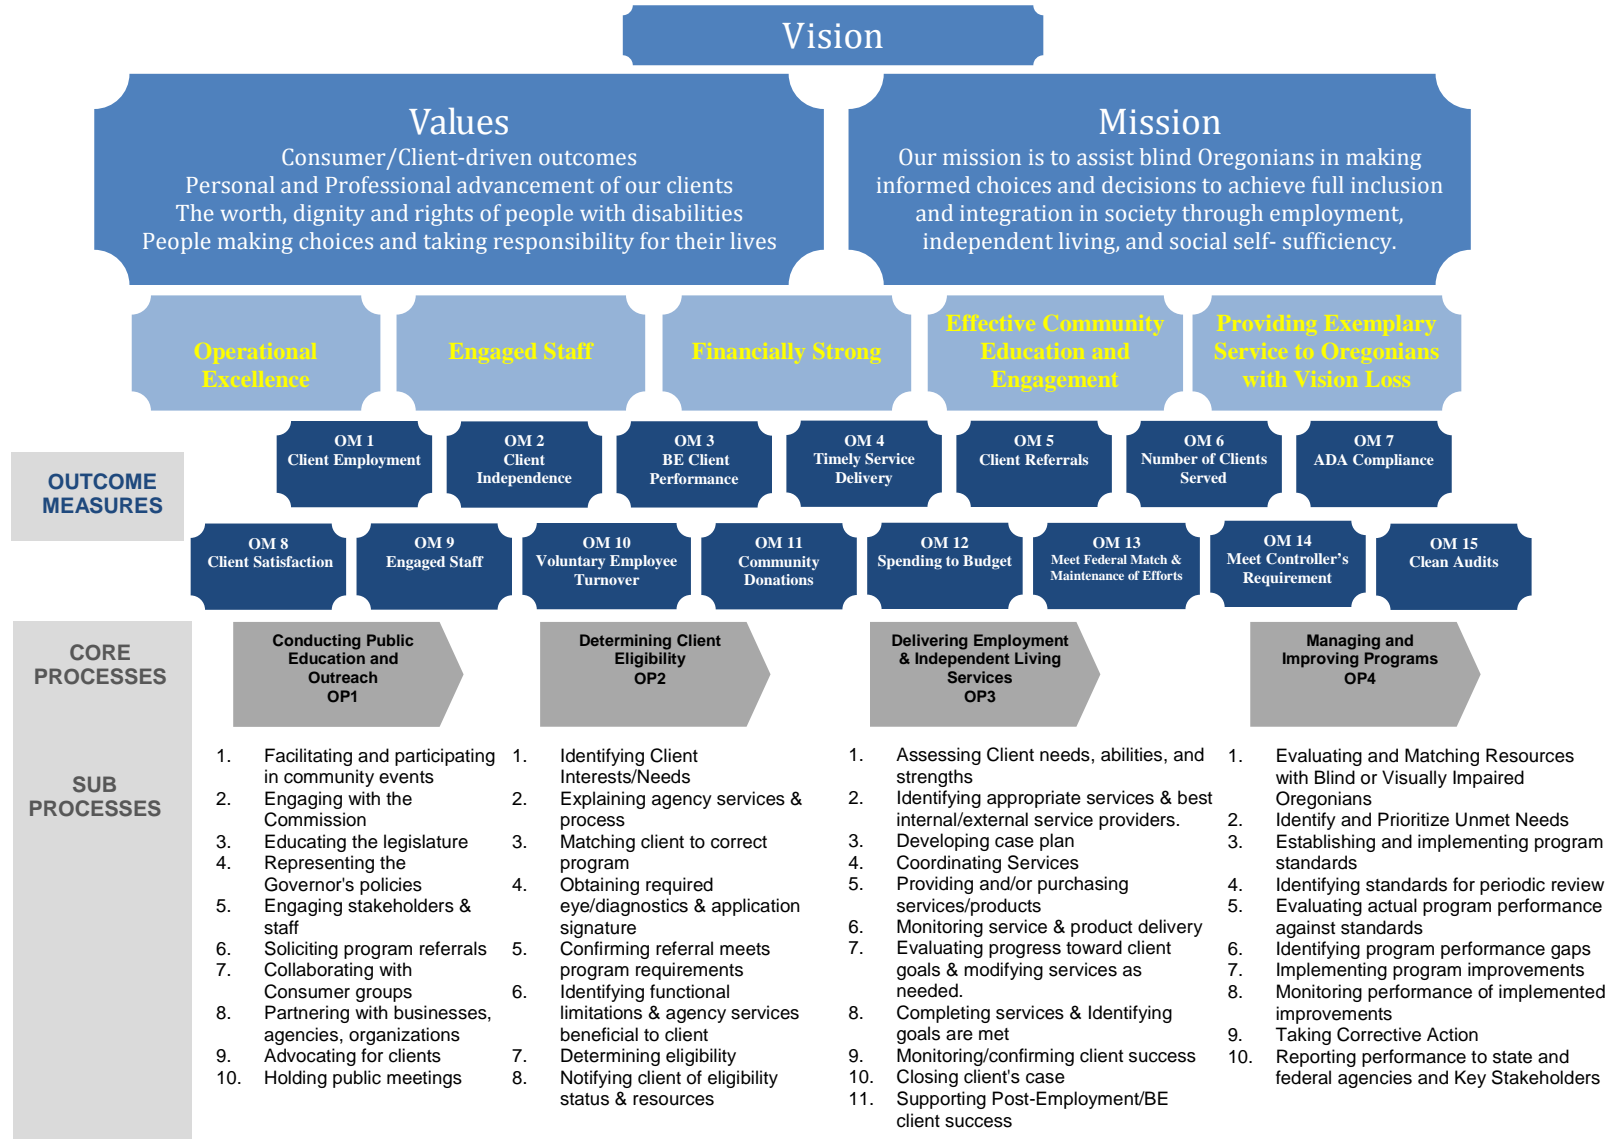 Vision
Values
Consumer/Client-driven outcomes
Personal and Professional advancement of our clients
The worth, dignity and rights of people with disabilities
People making choices and taking responsibility for their lives
Mission
Our mission is to assist blind Oregonians in making
informed choices and decisions to achieve full inclusion
and integration in society through employment,
independent living, and social self- sufficiency.
Operational
Excellence
Engaged Staff
Financially Strong
Effective Community
Education and
Engagement
Providing Exemplary
Service to Oregonians
with Vision Loss
OUTCOME
MEASURES
OM 1
Client Employment
OM 2
Client
Independence
OM 3
BE Client
Performance
OM 4
Timely Service
Delivery
OM 5
Client Referrals
OM 6
Number of Clients
Served
OM 7
ADA Compliance
OM 8
Client Satisfaction
OM 9
Engaged Staff
OM 10
Voluntary Employee
Turnover
OM 11
Community
Donations
OM 12
Spending to Budget
OM 13
Meet Federal Match &
Maintenance of Efforts
OM 14
Meet Controller's
Requirement
OM 15
Clean Audits
CORE
PROCESSES
Conducting Public
Education and
Outreach
OP1
Determining Client
Eligibility
OP2
Delivering Employment
& Independent Living
Services
OP3
Managing and
Improving Programs
OP4
SUB
PROCESSES
1. Facilitating and participating
in community events
2. Engaging with the
Commission
3. Educating the legislature
4. Representing the
Governor's policies
5. Engaging stakeholders &
staff
6. Soliciting program referrals
7. Collaborating with
Consumer groups
8. Partnering with businesses,
agencies, organizations
9. Advocating for clients
10. Holding public meetings
1. Identifying Client
Interests/Needs
2. Explaining agency services &
process
3. Matching client to correct
program
4. Obtaining required
eye/diagnostics & application
signature
5. Confirming referral meets
program requirements
6. Identifying functional
limitations & agency services
beneficial to client
7. Determining eligibility
8. Notifying client of eligibility
status & resources
1. Assessing Client needs, abilities, and
strengths
2. Identifying appropriate services & best
internal/external service providers.
3. Developing case plan
4. Coordinating Services
5. Providing and/or purchasing
services/products
6. Monitoring service & product delivery
7. Evaluating progress toward client
goals & modifying services as
needed.
8. Completing services & Identifying
goals are met
9. Monitoring/confirming client success
10. Closing client's case
11. Supporting Post-Employment/BE
client success
1. Evaluating and Matching Resources
with Blind or Visually Impaired
Oregonians
2. Identify and Prioritize Unmet Needs
3. Establishing and implementing program
standards
4. Identifying standards for periodic review
5. Evaluating actual program performance
against standards
6. Identifying program performance gaps
7. Implementing program improvements
8. Monitoring performance of implemented
improvements
9. Taking Corrective Action
10. Reporting performance to state and
federal agencies and Key Stakeholders